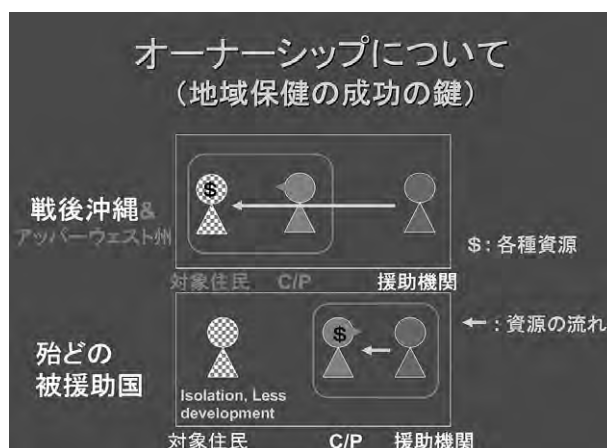 オーナーシップについて
（地域保健の成功の鍵）
戦後沖縄&
アッパーウェスト州
$
$：各種資源
対象住民 C/P 援助機関
←：資源の流れ
殆どの
被援助国
$
Isolation, Less
development
対象住民 C/P 援助機関